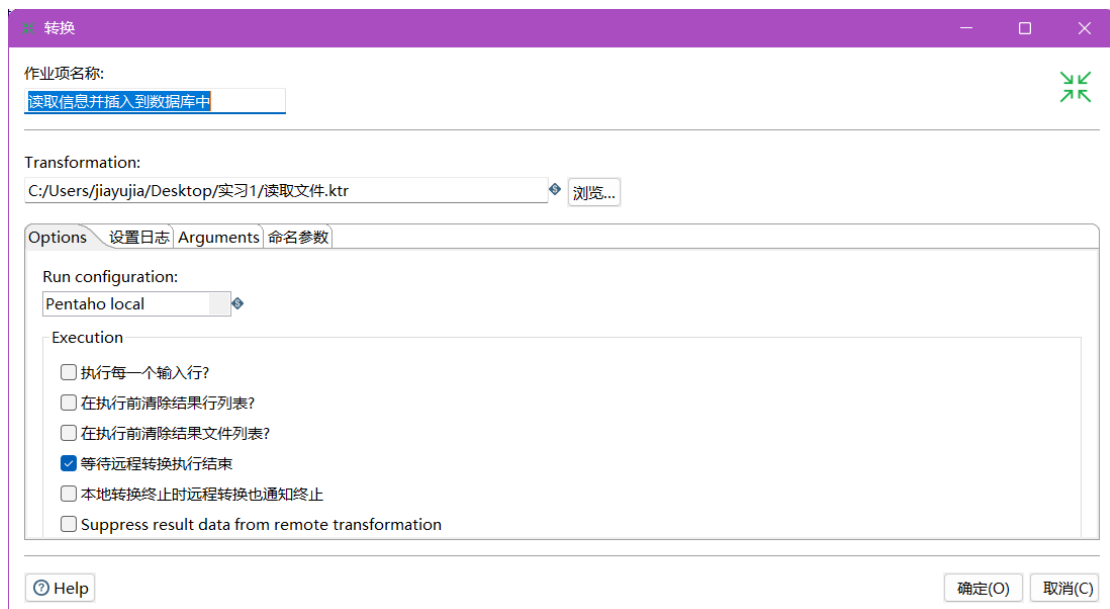 转换
作业项名称:
读取信息并插入到数据库中
Transformation:
C:/Users/jiayujia/Desktop/实习1/读取文件.ktr
浏览...
Options 设置日志 Arguments 命名参数
Run configuration:
Pentaho local
Execution
执行每一个输入行?
在执行前清除结果行列表?
在执行前清除结果文件列表?
等待远程转换执行结束
本地转换终止时远程转换也通知终止
Suppress result data from remote transformation
Help 确定(O) 取消(C)